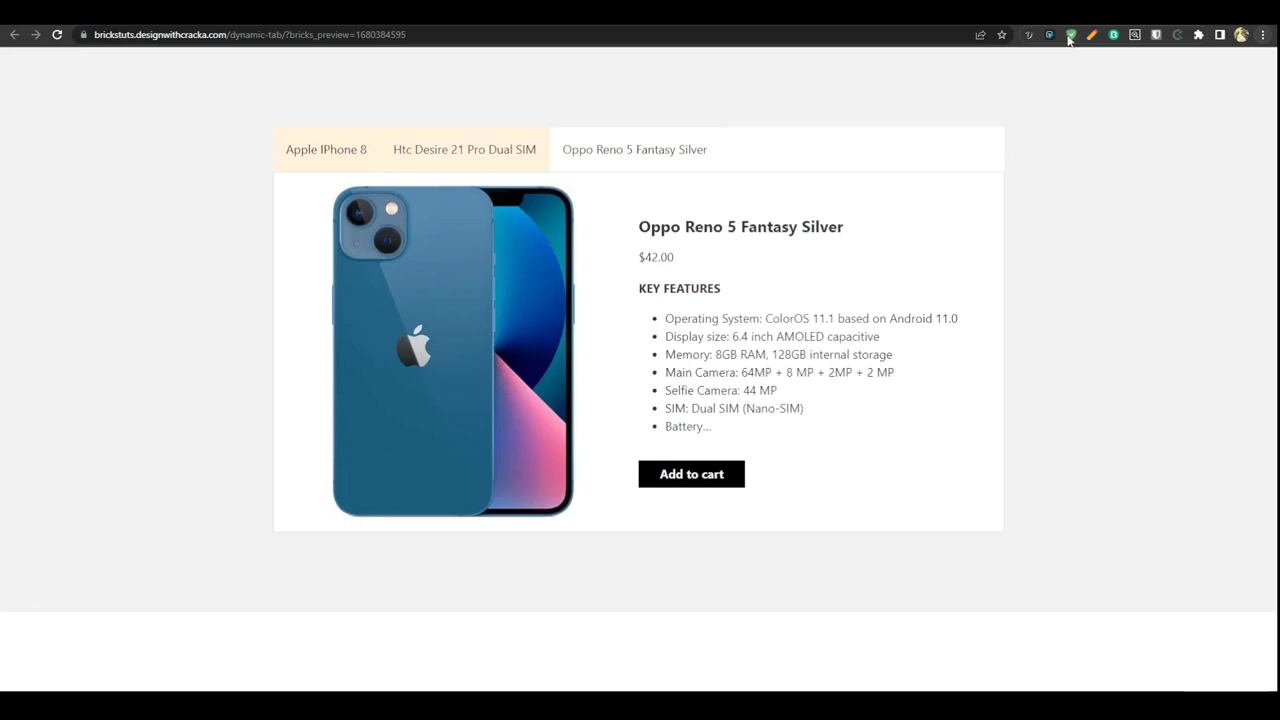 brickstuts.designwithcracka.com/dynamic-tab/?bricks_preview=1680384595
Apple IPhone 8
Htc Desire 21 Pro Dual SIM
Oppo Reno 5 Fantasy Silver
Oppo Reno 5 Fantasy Silver
$42.00
KEY FEATURES
Operating System: ColorOS 11.1 based on Android 11.0
Display size: 6.4 inch AMOLED capacitive
Memory: 8GB RAM, 128GB internal storage
Main Camera: 64MP + 8 MP + 2MP + 2 MP
Selfie Camera: 44 MP
SIM: Dual SIM (Nano-SIM)
Battery...
Add to cart